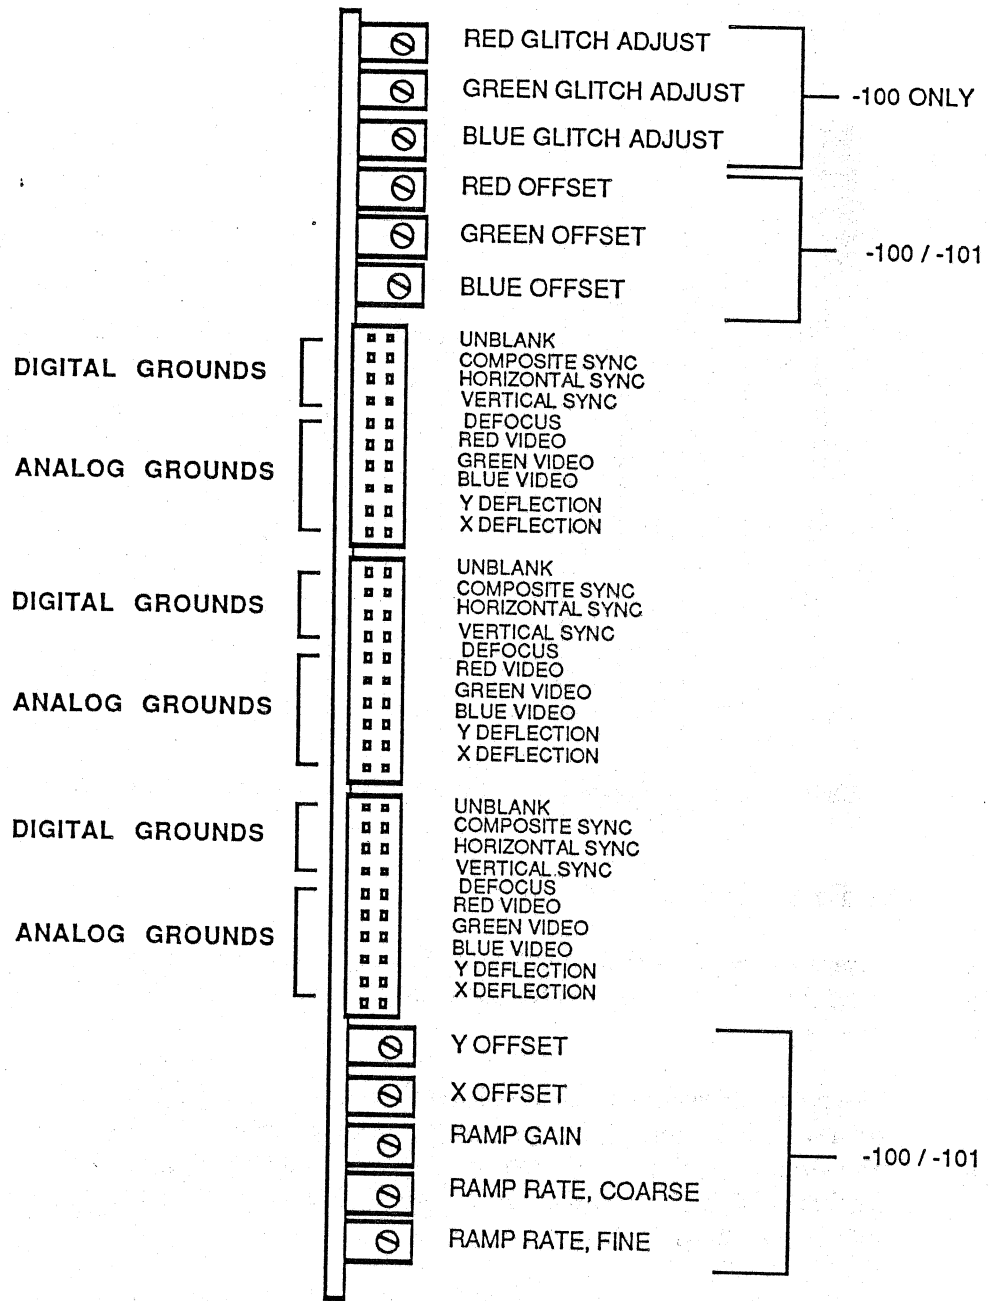 RED GLITCH ADJUST
GREEN GLITCH ADJUST
-100 ONLY
BLUE GLITCH ADJUST
RED OFFSET
GREEN OFFSET
-100 / -101
BLUE OFFSET
UNBLANK
COMPOSITE SYNC
DIGITAL GROUNDS
HORIZONTAL SYNC
VERTICAL SYNC
DEFOCUS
RED VIDEO
GREEN VIDEO
ANALOG GROUNDS
BLUE VIDEO
Y DEFLECTION
X DEFLECTION
UNBLANK
COMPOSITE SYNC
DIGITAL GROUNDS
HORIZONTAL SYNC
VERTICAL SYNC
DEFOCUS
RED VIDEO
GREEN VIDEO
ANALOG GROUNDS
BLUE VIDEO
Y DEFLECTION
X DEFLECTION
UNBLANK
COMPOSITE SYNC
DIGITAL GROUNDS
HORIZONTAL SYNC
VERTICAL SYNC
DEFOCUS
RED VIDEO
GREEN VIDEO
ANALOG GROUNDS
BLUE VIDEO
Y DEFLECTION
X DEFLECTION
Y OFFSET
X OFFSET
RAMP GAIN
-100 / -101
RAMP RATE, COARSE
RAMP RATE, FINE